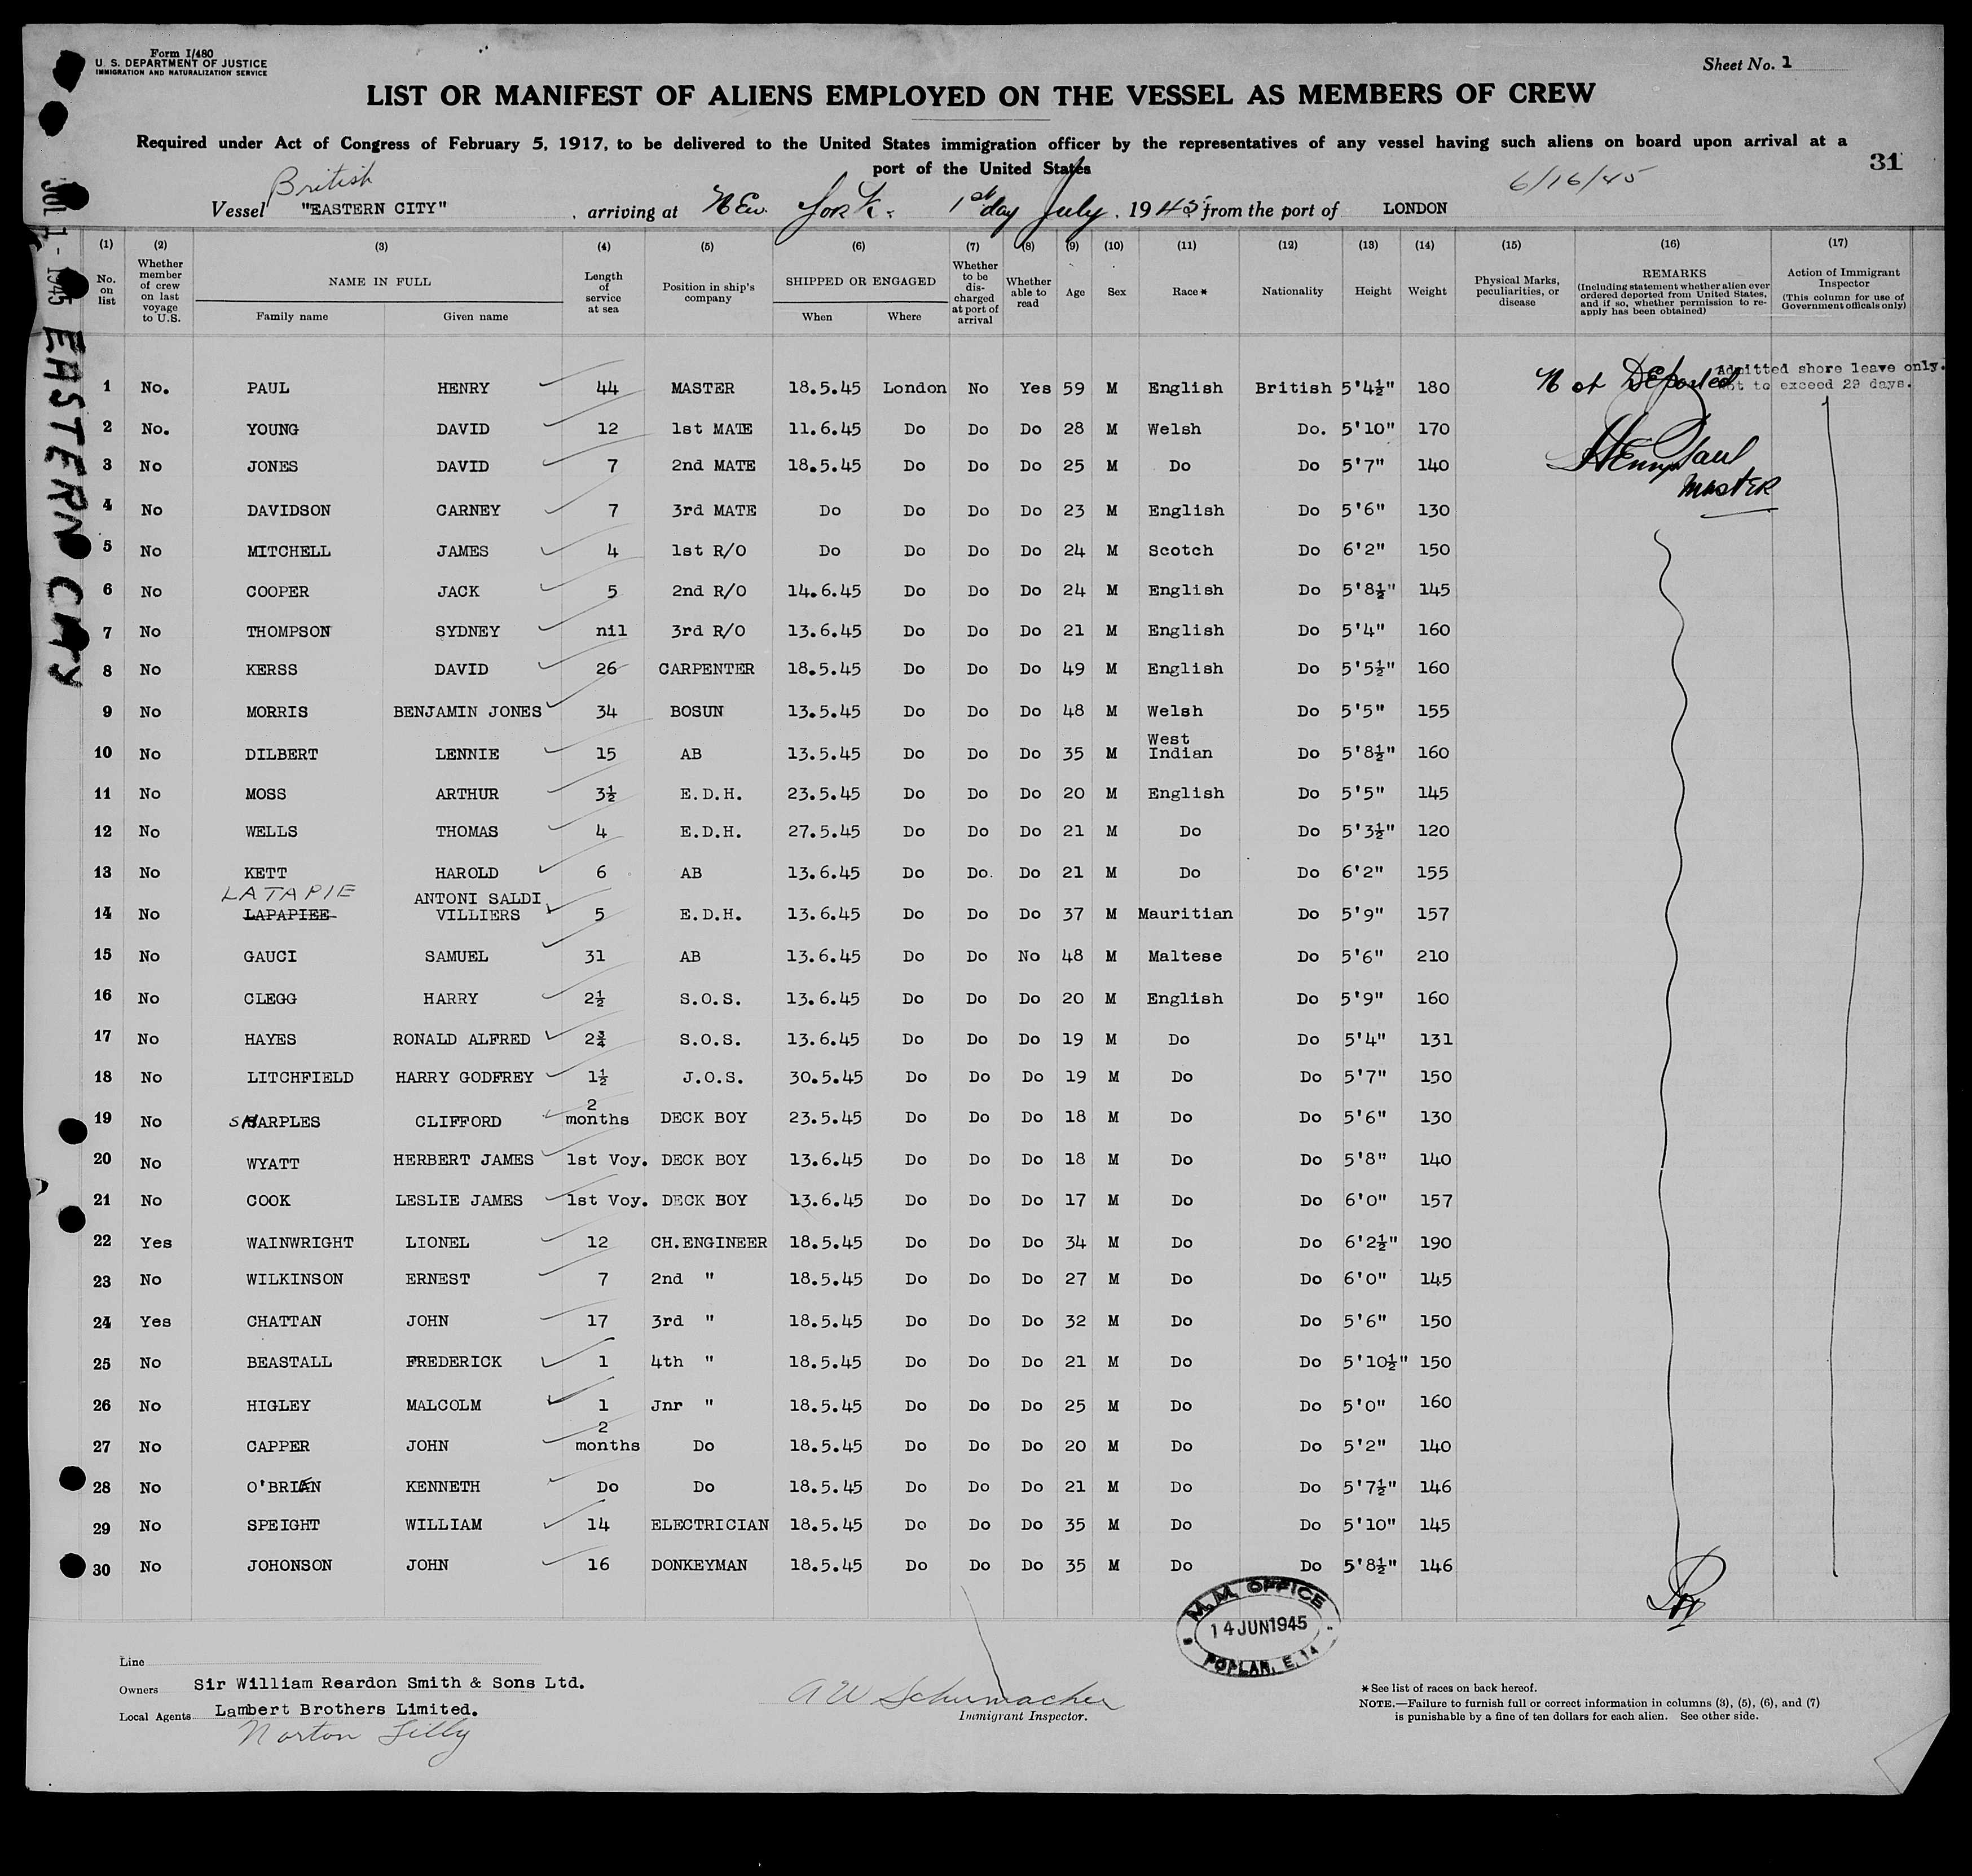 Form I/480
U. S. DEPARTMENT OF JUSTICE
IMMIGRATION AND NATURALIZATION SERVICE
Sheet No. 1
LIST OR MANIFEST OF ALIENS EMPLOYED ON THE VESSEL AS MEMBERS OF CREW
Required under Act of Congress of February 5, 1917, to be delivered to the United States immigration officer by the representatives of any vessel having such aliens on board upon arrival at a
port of the United States
31
British
6/16/45
Vessel "EASTERN CITY", arriving at New York. 1st day July, 1945 from the port of LONDON
JUL 1 - 1945 EASTERN CITY
(1) (2) (3) (4) (5) (6) (7) (8) (9) (10) (11) (12) (13) (14) (15) (16) (17)
No. on list Whether member of crew on last voyage to U.S. NAME IN FULL Family name Given name Length of service at sea Position in ship's company SHIPPED OR ENGAGED When Where Whether to be discharged at port of arrival Whether able to read Age Sex Race* Nationality Height Weight Physical Marks, peculiarities, or disease REMARKS (Including statement whether alien ever ordered deported from United States, and if so, whether permission to reapply has been obtained) Action of Immigrant Inspector (This column for use of Government officals only)
Not Deported Admitted shore leave only. Not to exceed 29 days.
1 No. PAUL HENRY 44 MASTER 18.5.45 London No Yes 59 M English British 5'4½" 180
2 No. YOUNG DAVID 12 1st MATE 11.6.45 Do Do Do 28 M Welsh Do. 5'10" 170
Henry Paul
3 No JONES DAVID 7 2nd MATE 18.5.45 Do Do Do 25 M Do Do 5'7" 140
Master
4 No DAVIDSON CARNEY 7 3rd MATE Do Do Do Do 23 M English Do 5'6" 130
5 No MITCHELL JAMES 4 1st R/O Do Do Do Do 24 M Scotch Do 6'2" 150
6 No COOPER JACK 5 2nd R/O 14.6.45 Do Do Do 24 M English Do 5'8½" 145
7 No THOMPSON SYDNEY nil 3rd R/O 13.6.45 Do Do Do 21 M English Do 5'4" 160
8 No KERSS DAVID 26 CARPENTER 18.5.45 Do Do Do 49 M English Do 5'5½" 160
9 No MORRIS BENJAMIN JONES 34 BOSUN 13.5.45 Do Do Do 48 M Welsh Do 5'5" 155
10 No DILBERT LENNIE 15 AB 13.5.45 Do Do Do 35 M West Indian Do 5'8½" 160
11 No MOSS ARTHUR 3½ E.D.H. 23.5.45 Do Do Do 20 M English Do 5'5" 145
12 No WELLS THOMAS 4 E.D.H. 27.5.45 Do Do Do 21 M Do Do 5'3½" 120
13 No KETT HAROLD 6 AB 13.6.45 Do Do. Do 21 M Do Do 6'2" 155
LATAPIE
14 No LAPAPIEE ANTONI SALDI VILLIERS 5 E.D.H. 13.6.45 Do Do Do 37 M Mauritian Do 5'9" 157
15 No GAUCI SAMUEL 31 AB 13.6.45 Do Do No 48 M Maltese Do 5'6" 210
16 No CLEGG HARRY 2½ S.O.S. 13.6.45 Do Do Do 20 M English Do 5'9" 160
17 No HAYES RONALD ALFRED 2¾ S.O.S. 13.6.45 Do Do Do 19 M Do Do 5'4" 131
18 No LITCHFIELD HARRY GODFREY 1½ J.O.S. 30.5.45 Do Do Do 19 M Do Do 5'7" 150
19 No SHARPLES CLIFFORD 2 months DECK BOY 23.5.45 Do Do Do 18 M Do Do 5'6" 130
20 No WYATT HERBERT JAMES 1st Voy. DECK BOY 13.6.45 Do Do Do 18 M Do Do 5'8" 140
21 No COOK LESLIE JAMES 1st Voy. DECK BOY 13.6.45 Do Do Do 17 M Do Do 6'0" 157
22 Yes WAINWRIGHT LIONEL 12 CH.ENGINEER 18.5.45 Do Do Do 34 M Do Do 6'2½" 190
23 No WILKINSON ERNEST 7 2nd " 18.5.45 Do Do Do 27 M Do Do 6'0" 145
24 Yes CHATTAN JOHN 17 3rd " 18.5.45 Do Do Do 32 M Do Do 5'6" 150
25 No BEASTALL FREDERICK 1 4th " 18.5.45 Do Do Do 21 M Do Do 5'10½" 150
26 No HIGLEY MALCOLM 1 Jnr " 18.5.45 Do Do Do 25 M Do Do 5'0" 160
27 No CAPPER JOHN 2 months Do 18.5.45 Do Do Do 20 M Do Do 5'2" 140
28 No O'BRIEN KENNETH Do Do 18.5.45 Do Do Do 21 M Do Do 5'7½" 146
29 No SPEIGHT WILLIAM 14 ELECTRICIAN 18.5.45 Do Do Do 35 M Do Do 5'10" 145
30 No JOHONSON JOHN 16 DONKEYMAN 18.5.45 Do Do Do 35 M Do Do 5'8½" 146
M.M. OFFICE
14 JUN 1945
POPLAR, E.14
Line
Owners Sir William Reardon Smith & Sons Ltd.
Local Agents Lambert Brothers Limited.
Norton Lilly
A W Schumacher
Immigrant Inspector.
* See list of races on back hereof.
NOTE.—Failure to furnish full or correct information in columns (3), (5), (6), and (7)
is punishable by a fine of ten dollars for each alien. See other side.